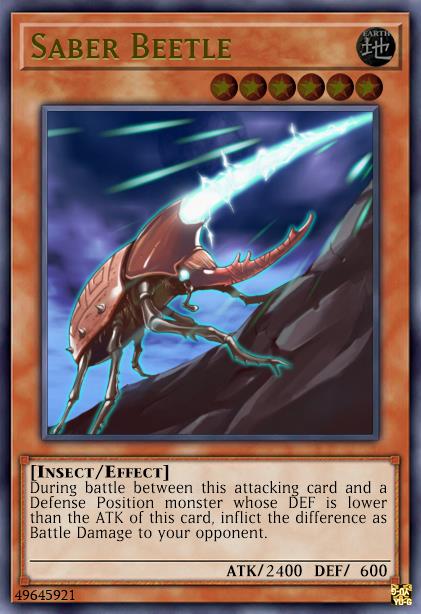 Saber Beetle
EARTH
地
[Insect/Effect]
During battle between this attacking card and a
Defense Position monster whose DEF is lower
than the ATK of this card, inflict the difference as
Battle Damage to your opponent.
ATK/2400 DEF/ 600
49645921